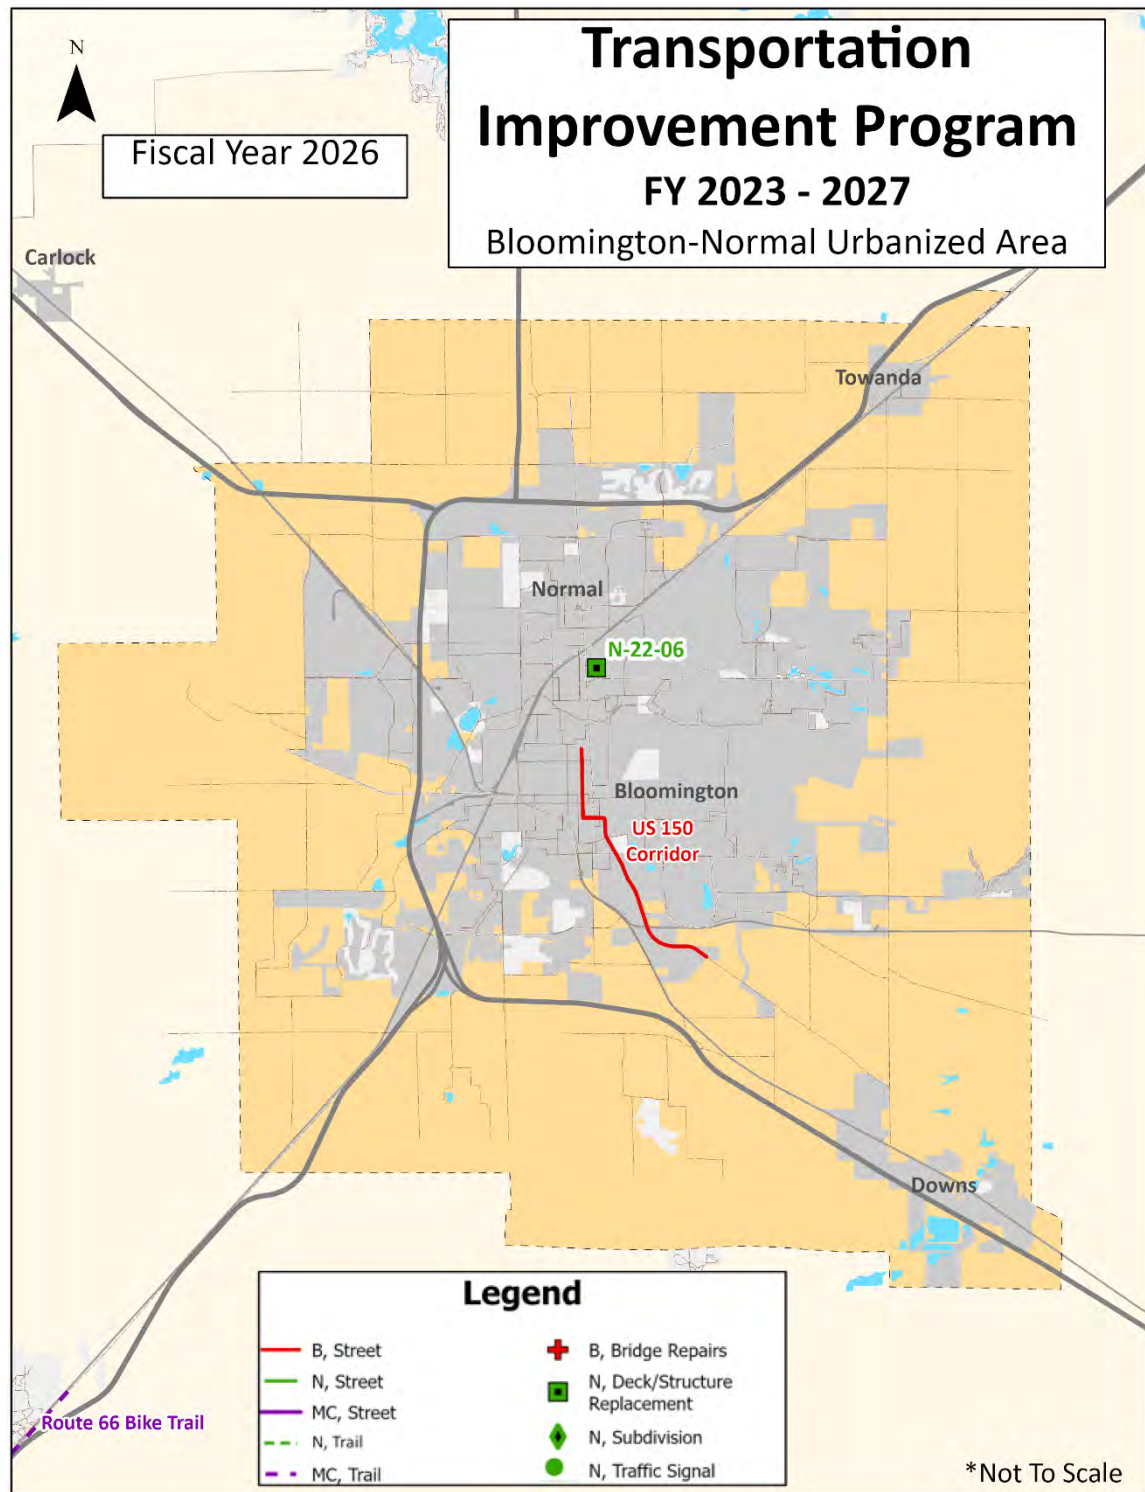 Transportation
Improvement Program
FY 2023 - 2027
Bloomington-Normal Urbanized Area
N
Fiscal Year 2026
Carlock
Towanda
Normal
N-22-06
Bloomington
US 150
Corridor
Downs
Route 66 Bike Trail
Legend
B, Street
N, Street
MC, Street
N, Trail
MC, Trail
B, Bridge Repairs
N, Deck/Structure
Replacement
N, Subdivision
N, Traffic Signal
*Not To Scale